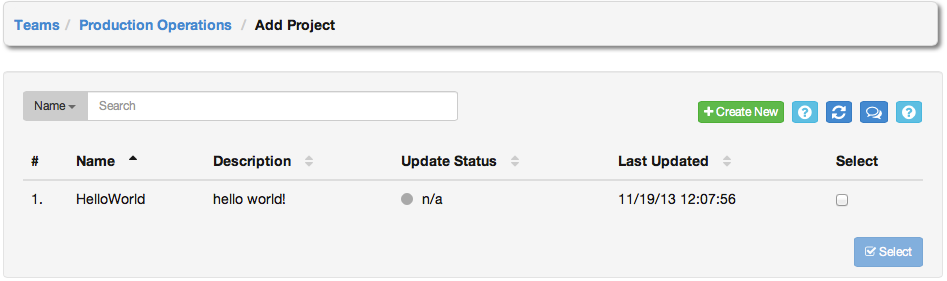 Teams / Production Operations / Add Project
Name Search
+ Create New ? ?
# Name Description Update Status Last Updated Select
1. HelloWorld hello world! n/a 11/19/13 12:07:56
Select